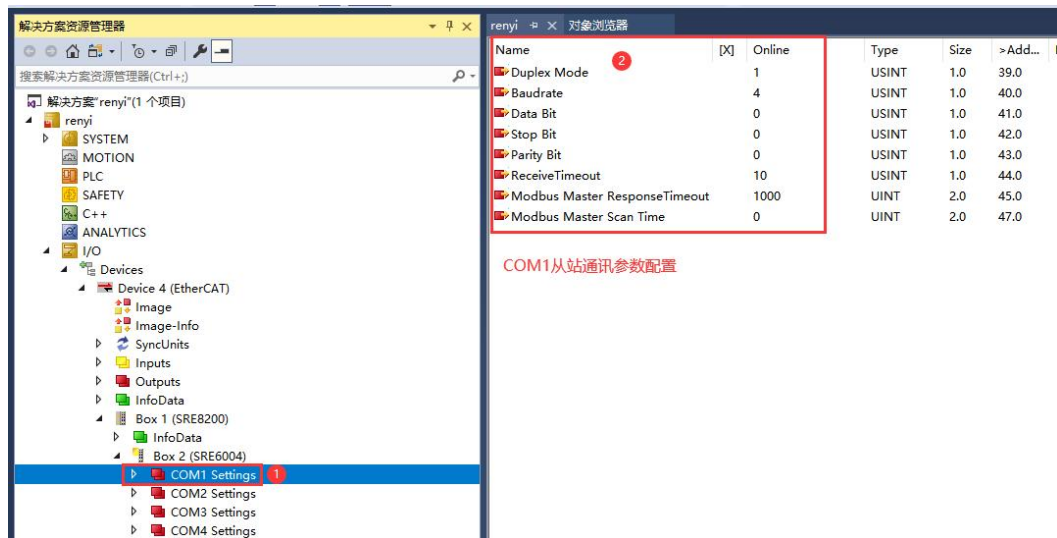 解决方案资源管理器
搜索解决方案资源管理器(Ctrl+;)
解决方案"renyi"(1 个项目)
renyi
SYSTEM
MOTION
PLC
SAFETY
C++
ANALYTICS
I/O
Devices
Device 4 (EtherCAT)
Image
Image-Info
SyncUnits
Inputs
Outputs
InfoData
Box 1 (SRE8200)
InfoData
Box 2 (SRE6004)
COM1 Settings 1
COM2 Settings
COM3 Settings
COM4 Settings
renyi 对象浏览器
Name [X] Online Type Size >Add...
2
Duplex Mode 1 USINT 1.0 39.0
Baudrate 4 USINT 1.0 40.0
Data Bit 0 USINT 1.0 41.0
Stop Bit 0 USINT 1.0 42.0
Parity Bit 0 USINT 1.0 43.0
ReceiveTimeout 10 USINT 1.0 44.0
Modbus Master ResponseTimeout 1000 UINT 2.0 45.0
Modbus Master Scan Time 0 UINT 2.0 47.0
COM1从站通讯参数配置